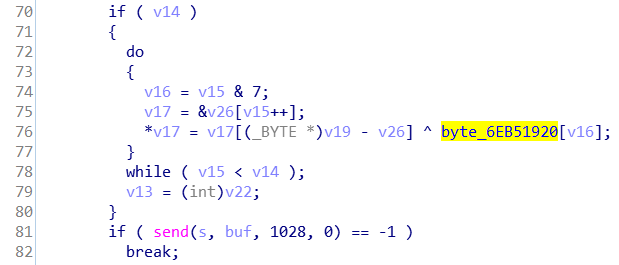 70 if ( v14 )
71 {
72 do
73 {
74 v16 = v15 & 7;
75 v17 = &v26[v15++];
76 *v17 = v17[(_BYTE *)v19 - v26] ^ byte_6EB51920[v16];
77 }
78 while ( v15 < v14 );
79 v13 = (int)v22;
80 }
81 if ( send(s, buf, 1028, 0) == -1 )
82 break;